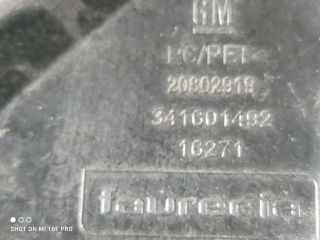 GM
PC/PET
20802919
341601492
16271
faurecia
SHOT ON MI 10T PRO